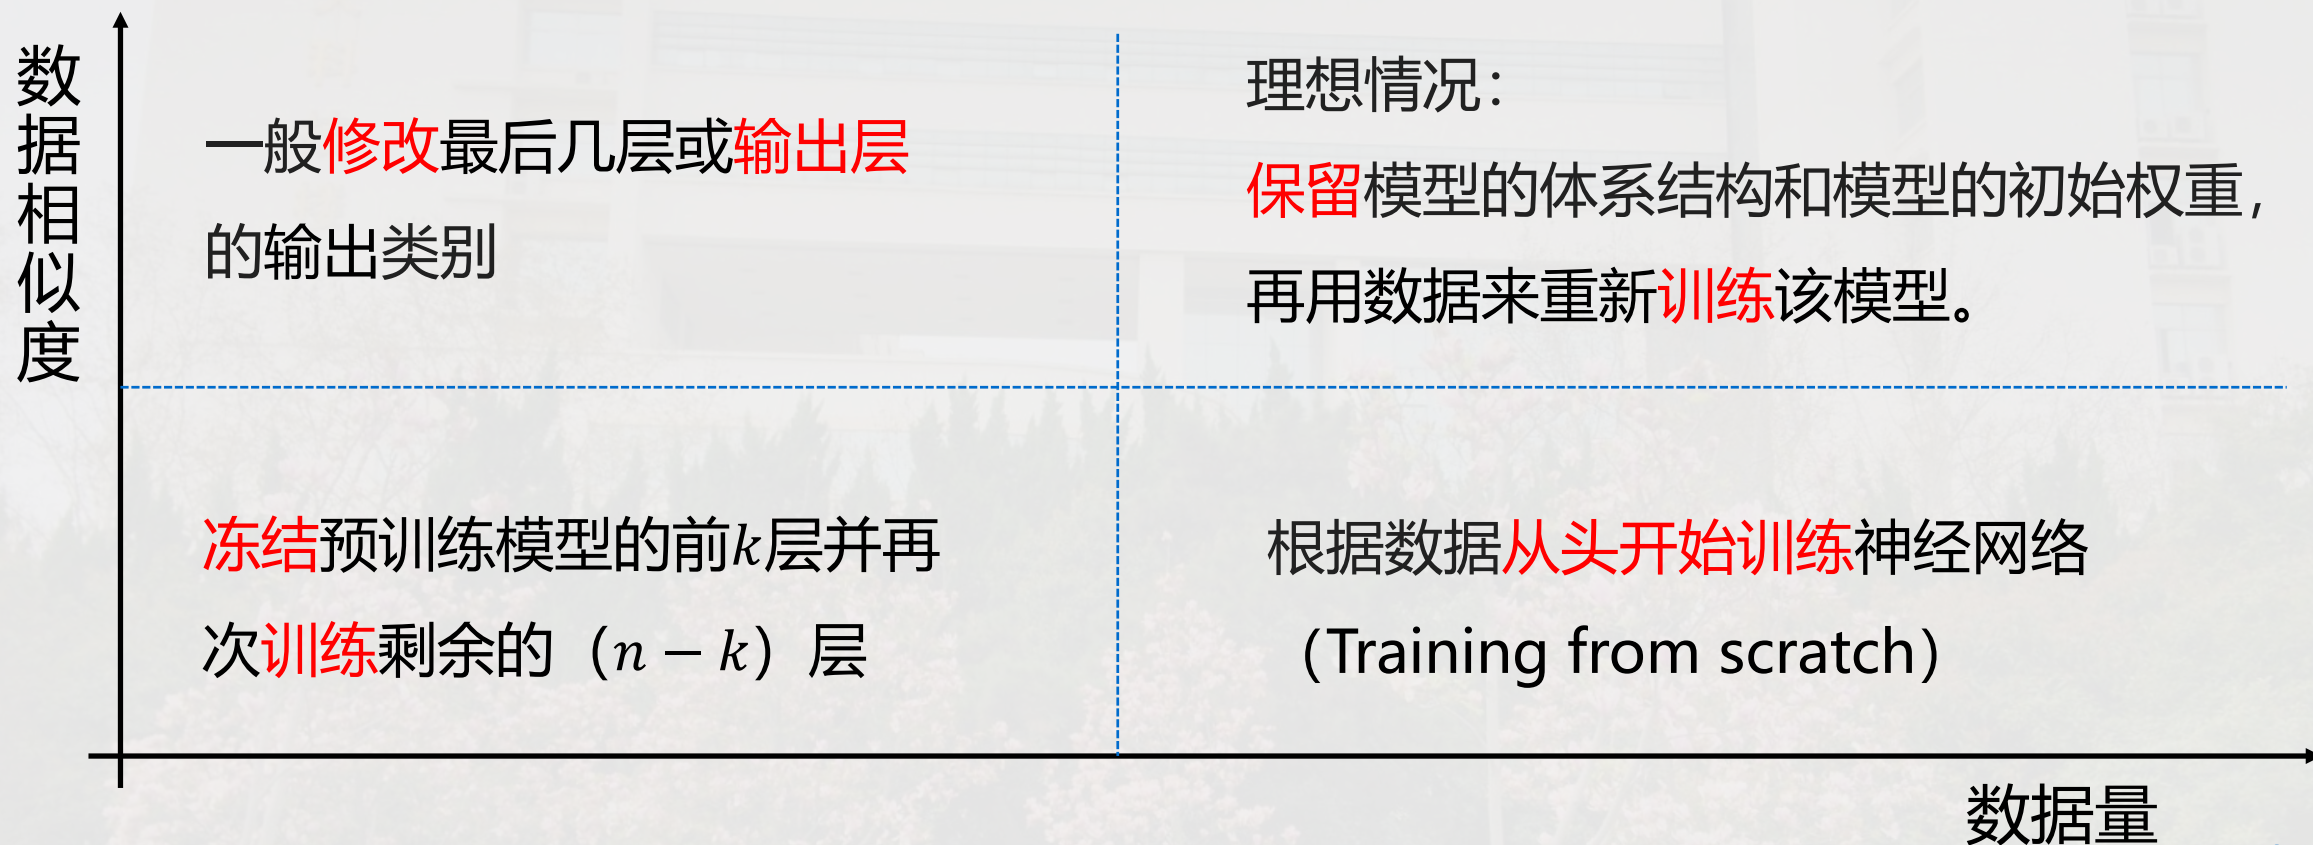 数据相似度
一般修改最后几层或输出层
的输出类别
理想情况：
保留模型的体系结构和模型的初始权重，
再用数据来重新训练该模型。
冻结预训练模型的前k层并再
次训练剩余的（n − k）层
根据数据从头开始训练神经网络
（Training from scratch）
数据量